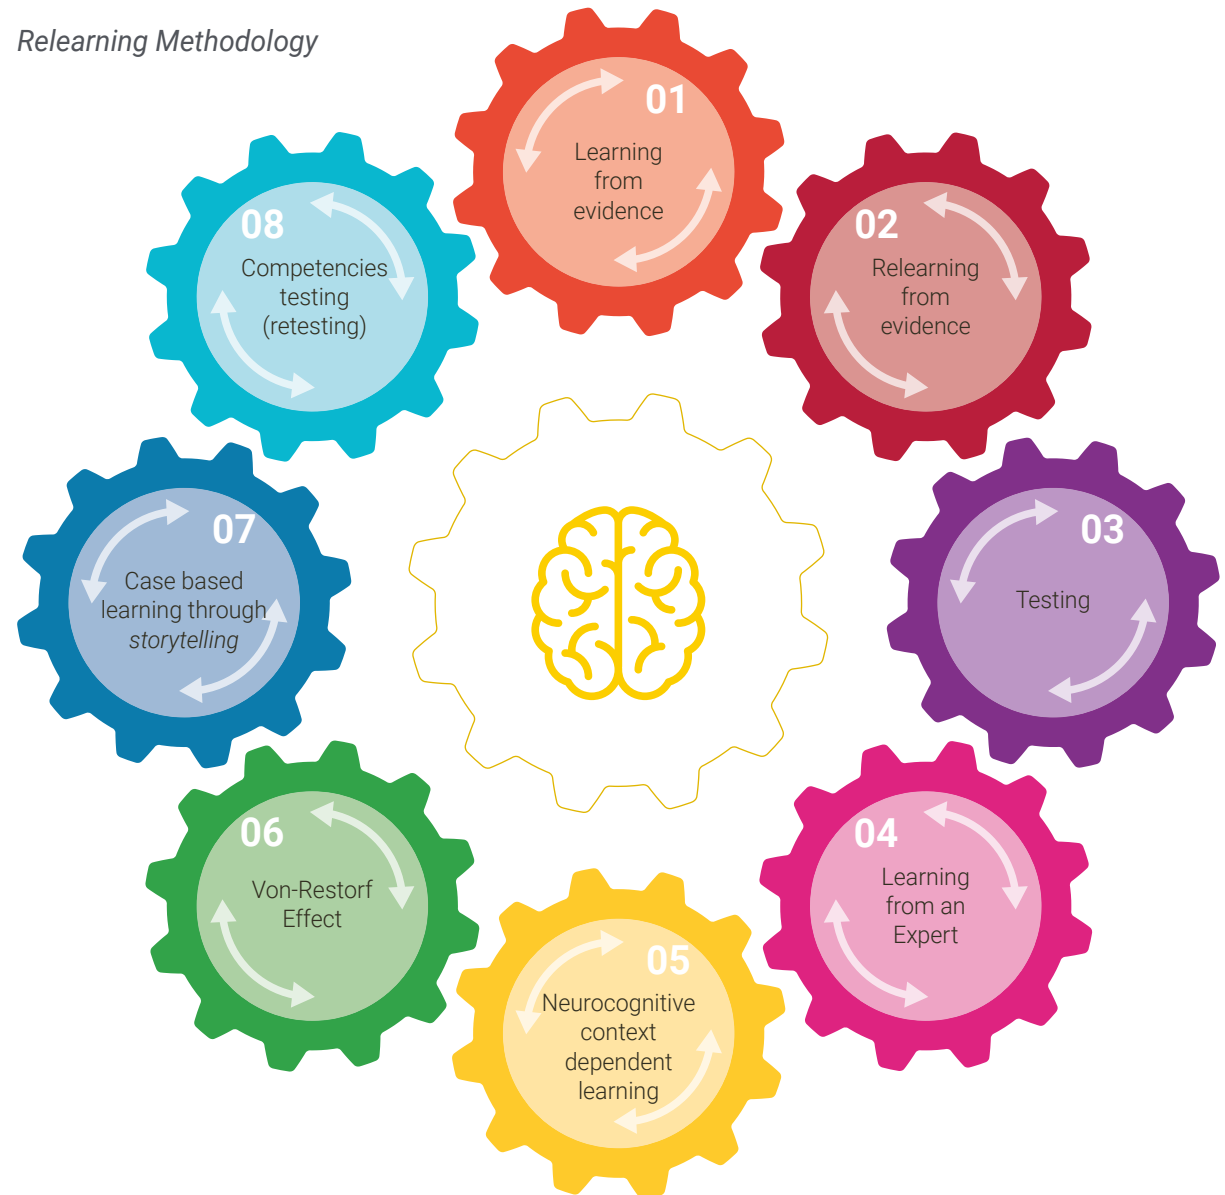 Relearning Methodology
01
Learning
from
evidence
02
Relearning
from
evidence
03
Testing
04
Learning
from an
Expert
05
Neurocognitive
context
dependent
learning
06
Von-Restorf
Effect
07
Case based
learning through
storytelling
08
Competencies
testing
(retesting)